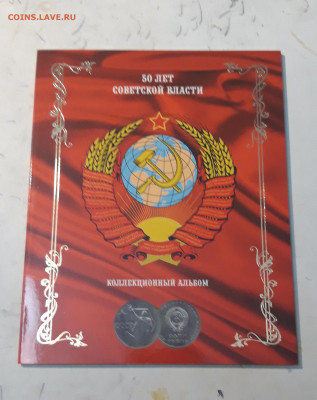 COINS.LAVE.RU
50 ЛЕТ
СОВЕТСКОЙ ВЛАСТИ
КОЛЛЕКЦИОННЫЙ АЛЬБОМ